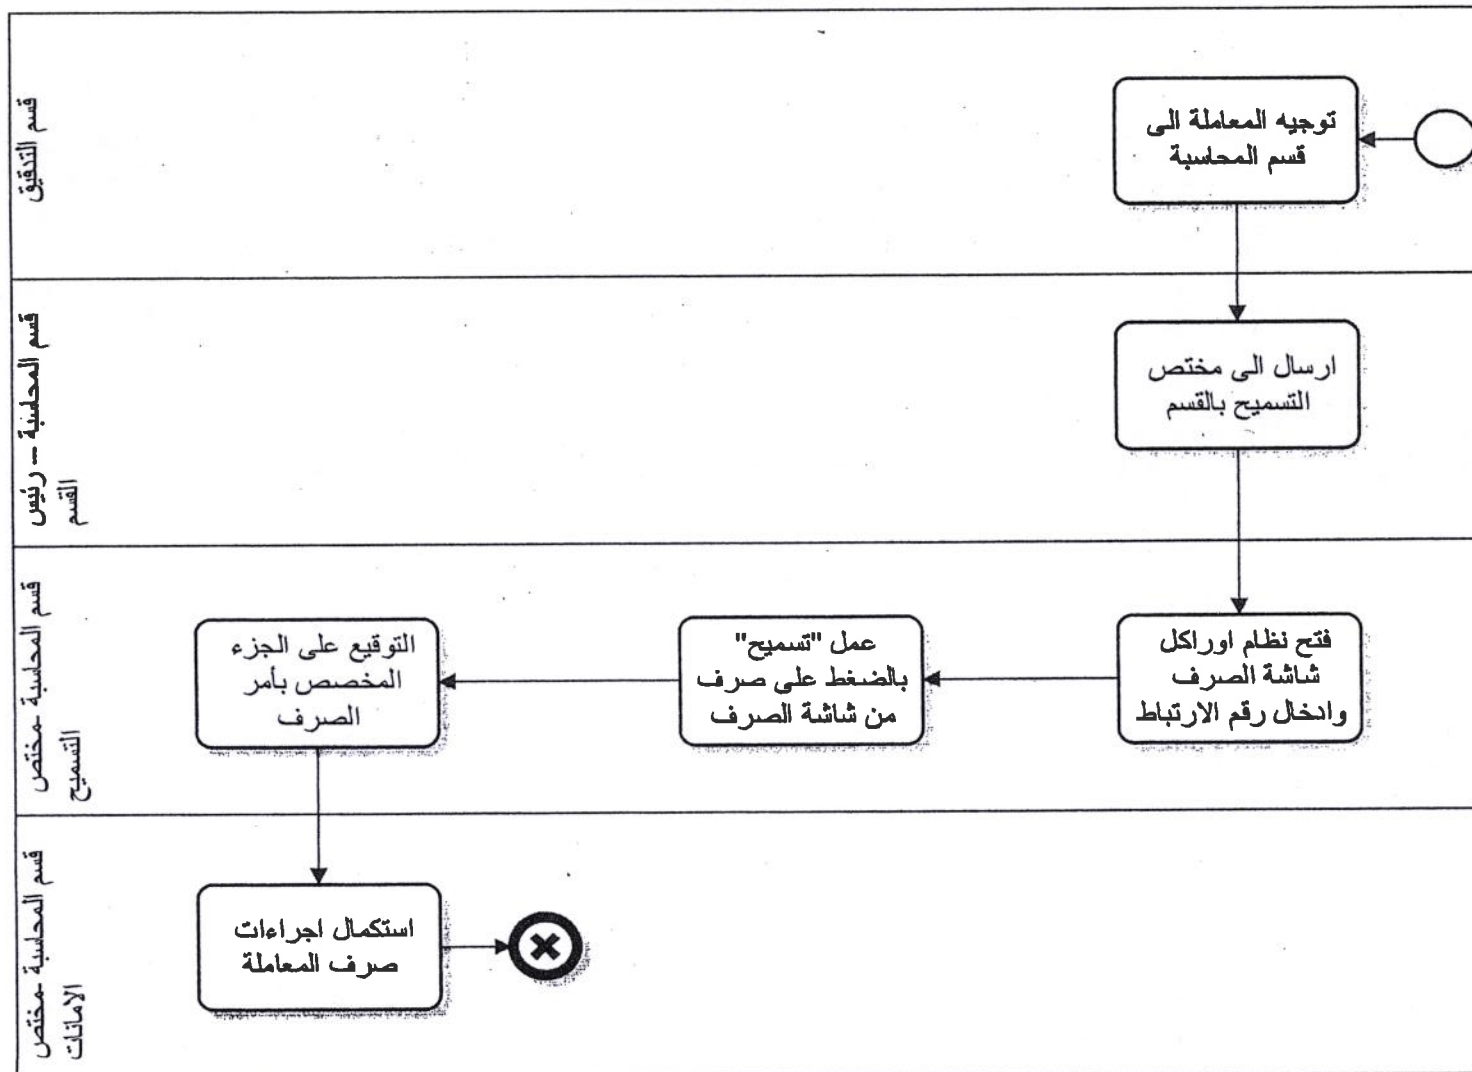 قسم التدقيق
توجيه المعاملة الى
قسم المحاسبة
قسم المحاسبة – رئيس
القسم
ارسال الى مختص
التسميح بالقسم
قسم المحاسبة -مختص
التسميح
فتح نظام اوراكل
شاشة الصرف
وادخال رقم الارتباط
عمل "تسميح"
بالضغط على صرف
من شاشة الصرف
التوقيع على الجزء
المخصص بأمر
الصرف
قسم المحاسبة -مختص
الامانات
استكمال اجراءات
صرف المعاملة